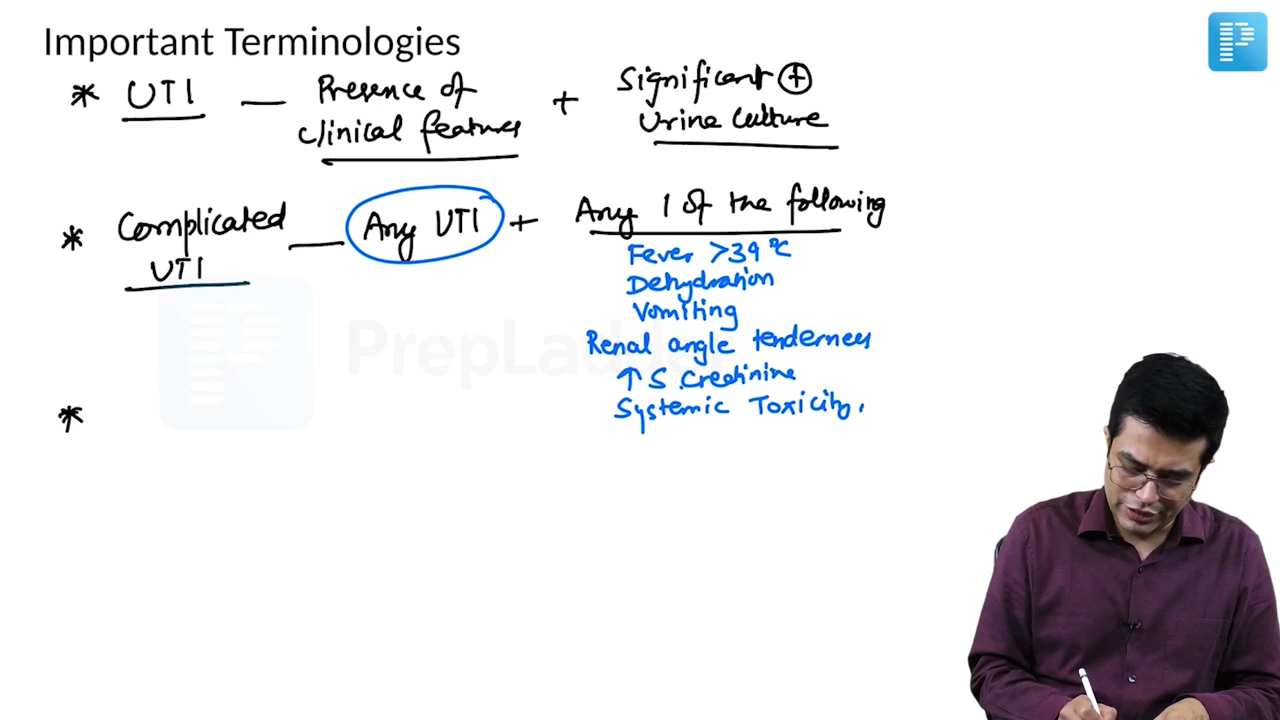 Important Terminologies
* UTI — Presence of clinical features + Significant ⊕ Urine Culture
* Complicated UTI — Any UTI + Any 1 of the following
Fever >39°C
Dehydration
Vomiting
Renal angle tenderness
↑ S. Creatinine
Systemic Toxicity.
*
PrepLadder